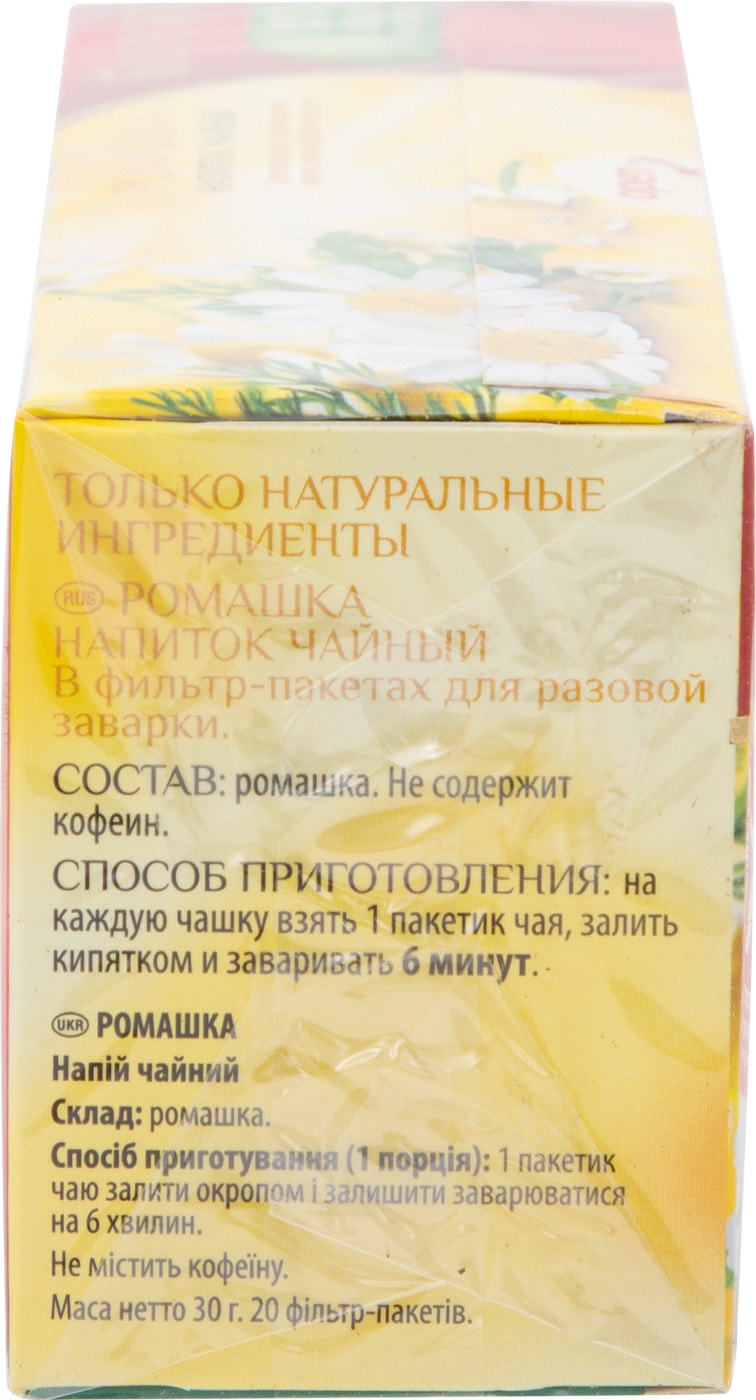 ТОЛЬКО НАТУРАЛЬНЫЕ
ИНГРЕДИЕНТЫ
RUS РОМАШКА
НАПИТОК ЧАЙНЫЙ
В фильтр-пакетах для разовой
заварки.
СОСТАВ: ромашка. Не содержит
кофеин.
СПОСОБ ПРИГОТОВЛЕНИЯ: на
каждую чашку взять 1 пакетик чая, залить
кипятком и заваривать 6 минут.
UKR РОМАШКА
Напій чайний
Склад: ромашка.
Спосіб приготування (1 порція): 1 пакетик
чаю залити окропом і залишити заварюватися
на 6 хвилин.
Не містить кофеїну.
Маса нетто 30 г. 20 фільтр-пакетів.